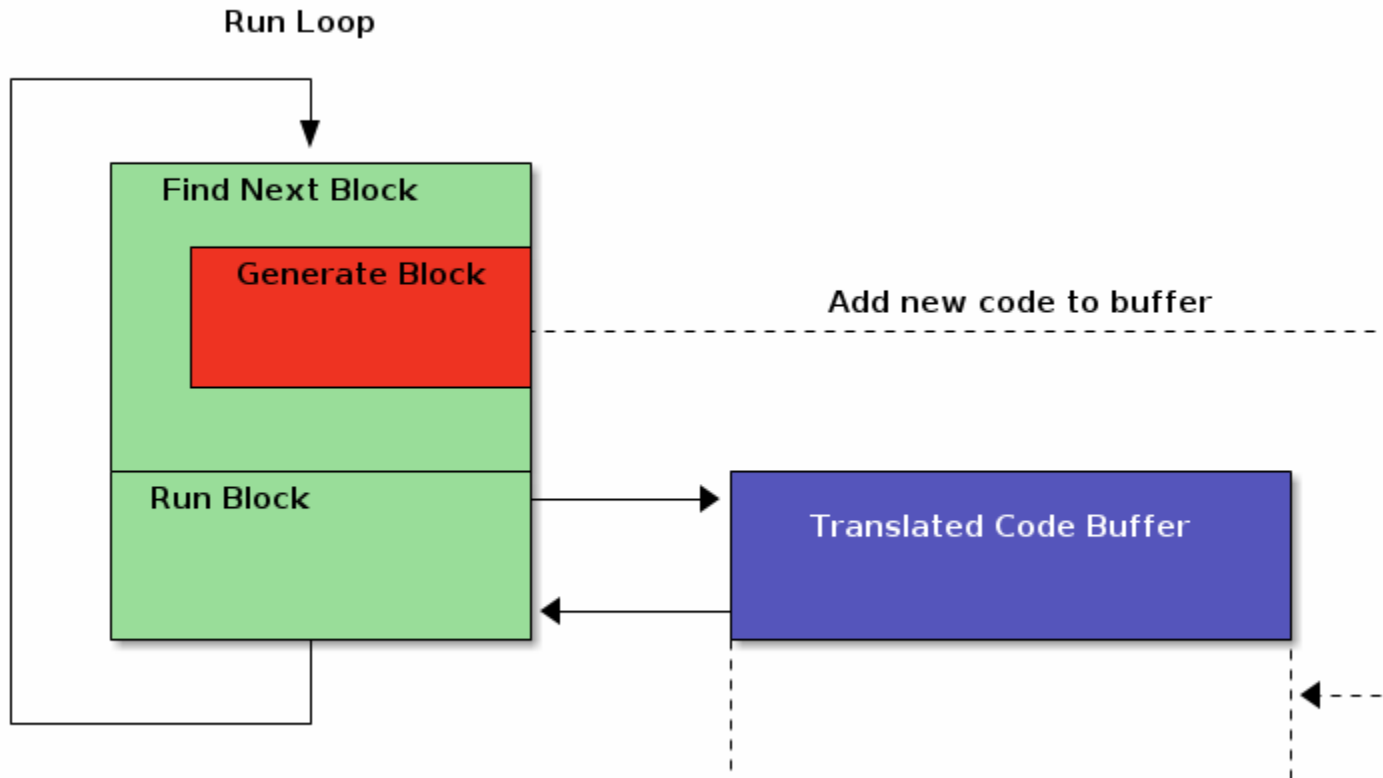 Run Loop
Find Next Block
Generate Block
Add new code to buffer
Run Block
Translated Code Buffer